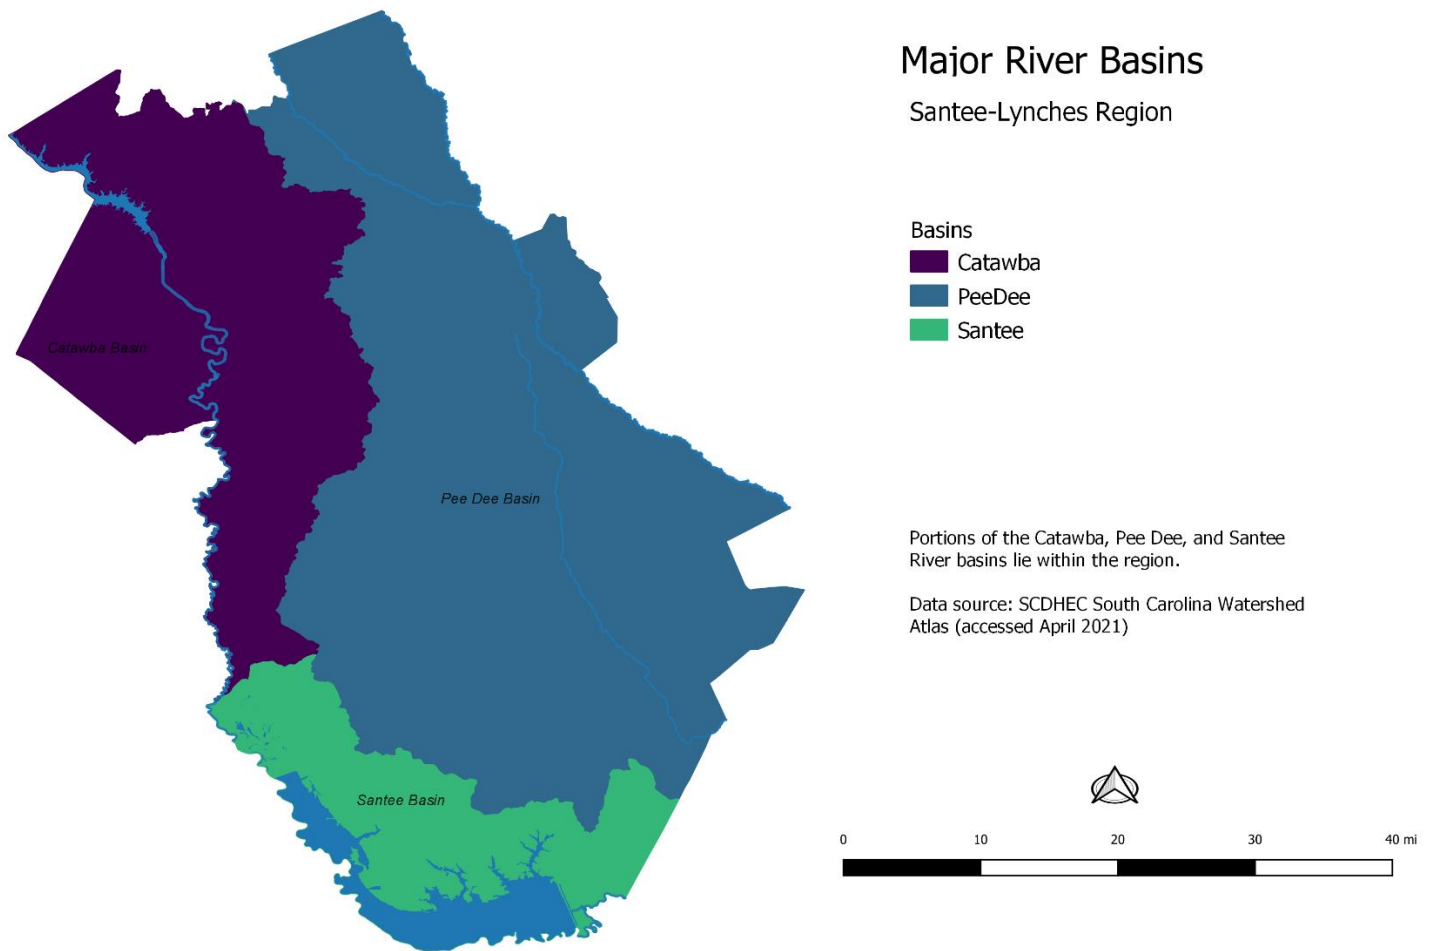 Major River Basins
Santee-Lynches Region
Basins
Catawba
PeeDee
Santee
Catawba Basin
Pee Dee Basin
Santee Basin
Portions of the Catawba, Pee Dee, and Santee
River basins lie within the region.
Data source: SCDHEC South Carolina Watershed
Atlas (accessed April 2021)
0 10 20 30 40 mi